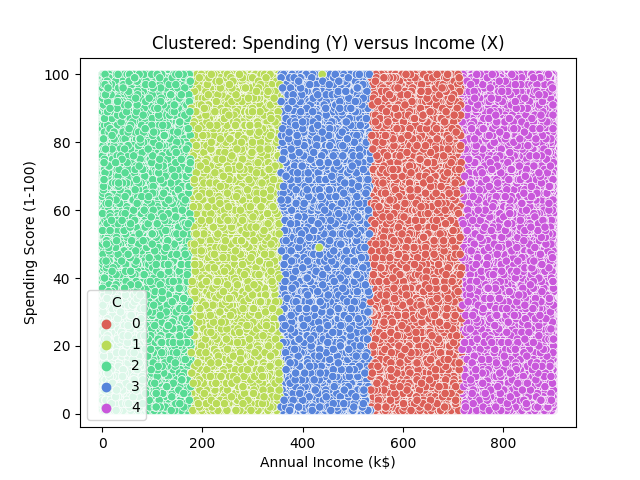 Clustered: Spending (Y) versus Income (X)
100
80
60
40
20
0
Spending Score (1-100)
C
0
1
2
3
4
0 200 400 600 800
Annual Income (k$)